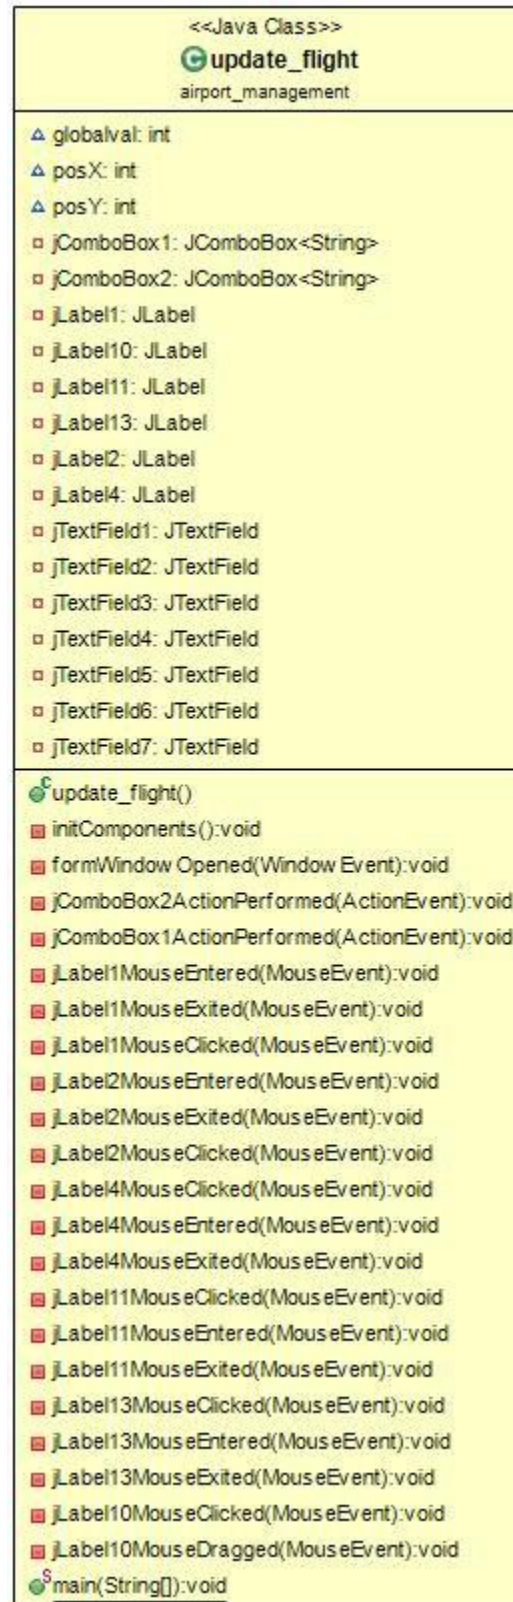 <<Java Class>>
C update_flight
airport_management
globalval: int
posX: int
posY: int
jComboBox1: JComboBox<String>
jComboBox2: JComboBox<String>
jLabel1: JLabel
jLabel10: JLabel
jLabel11: JLabel
jLabel13: JLabel
jLabel2: JLabel
jLabel4: JLabel
jTextField1: JTextField
jTextField2: JTextField
jTextField3: JTextField
jTextField4: JTextField
jTextField5: JTextField
jTextField6: JTextField
jTextField7: JTextField
C update_flight()
initComponents():void
formWindow Opened(Window Event):void
jComboBox2ActionPerformed(ActionEvent):void
jComboBox1ActionPerformed(ActionEvent):void
jLabel1MouseEntered(MouseEvent):void
jLabel1MouseExited(MouseEvent):void
jLabel1MouseClicked(MouseEvent):void
jLabel2MouseEntered(MouseEvent):void
jLabel2MouseExited(MouseEvent):void
jLabel2MouseClicked(MouseEvent):void
jLabel4MouseClicked(MouseEvent):void
jLabel4MouseEntered(MouseEvent):void
jLabel4MouseExited(MouseEvent):void
jLabel11MouseClicked(MouseEvent):void
jLabel11MouseEntered(MouseEvent):void
jLabel11MouseExited(MouseEvent):void
jLabel13MouseClicked(MouseEvent):void
jLabel13MouseEntered(MouseEvent):void
jLabel13MouseExited(MouseEvent):void
jLabel10MouseClicked(MouseEvent):void
jLabel10MouseDragged(MouseEvent):void
S main(String[]):void